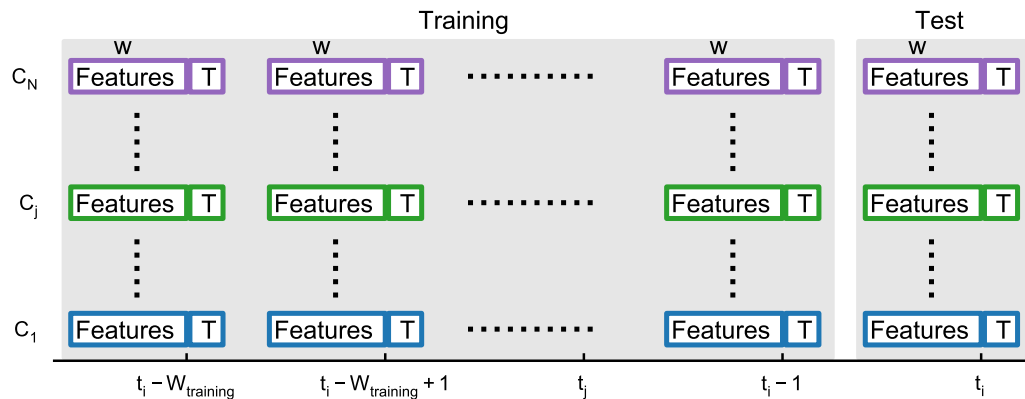 Training Test
w w w w
C_N Features T Features T Features T Features T
C_j Features T Features T Features T Features T
C_1 Features T Features T Features T Features T
t_i − W_training t_i − W_training + 1 t_j t_i − 1 t_i